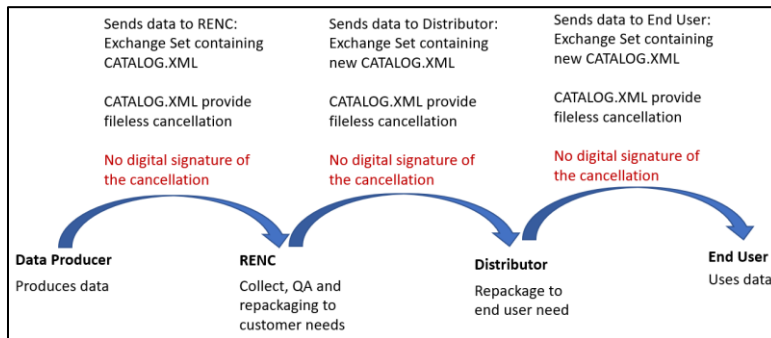 Sends data to RENC:
Exchange Set containing
CATALOG.XML
CATALOG.XML provide
fileless cancellation
No digital signature of
the cancellation
Sends data to Distributor:
Exchange Set containing
new CATALOG.XML
CATALOG.XML provide
fileless cancellation
No digital signature of
the cancellation
Sends data to End User:
Exchange Set containing
new CATALOG.XML
CATALOG.XML provide
fileless cancellation
No digital signature of
the cancellation
Data Producer
Produces data
RENC
Collect, QA and
repackaging to
customer needs
Distributor
Repackage to
end user need
End User
Uses data